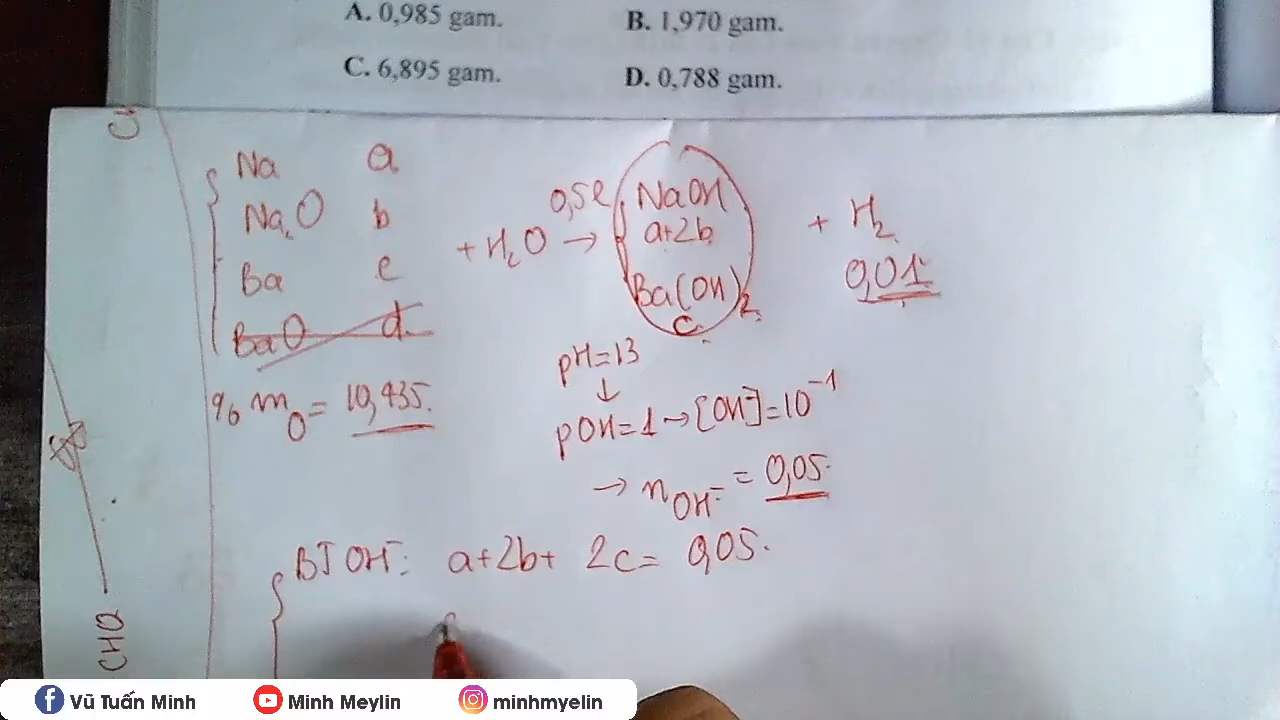 A. 0,985 gam. B. 1,970 gam.
C. 6,895 gam. D. 0,788 gam.
Na a
Na₂O b
Ba c
BaO d
+ H₂O → 0,5l
NaOH
a+2b
Ba(OH)₂
c
+ H₂
0,01
% mO = 10,435.
pH=13
↓
pOH=1 → [OH⁻]=10⁻¹
→ nOH⁻ = 0,05.
BT OH⁻: a+2b+ 2c= 0,05.
CHO
Vũ Tuấn Minh Minh Meylin minhmyelin